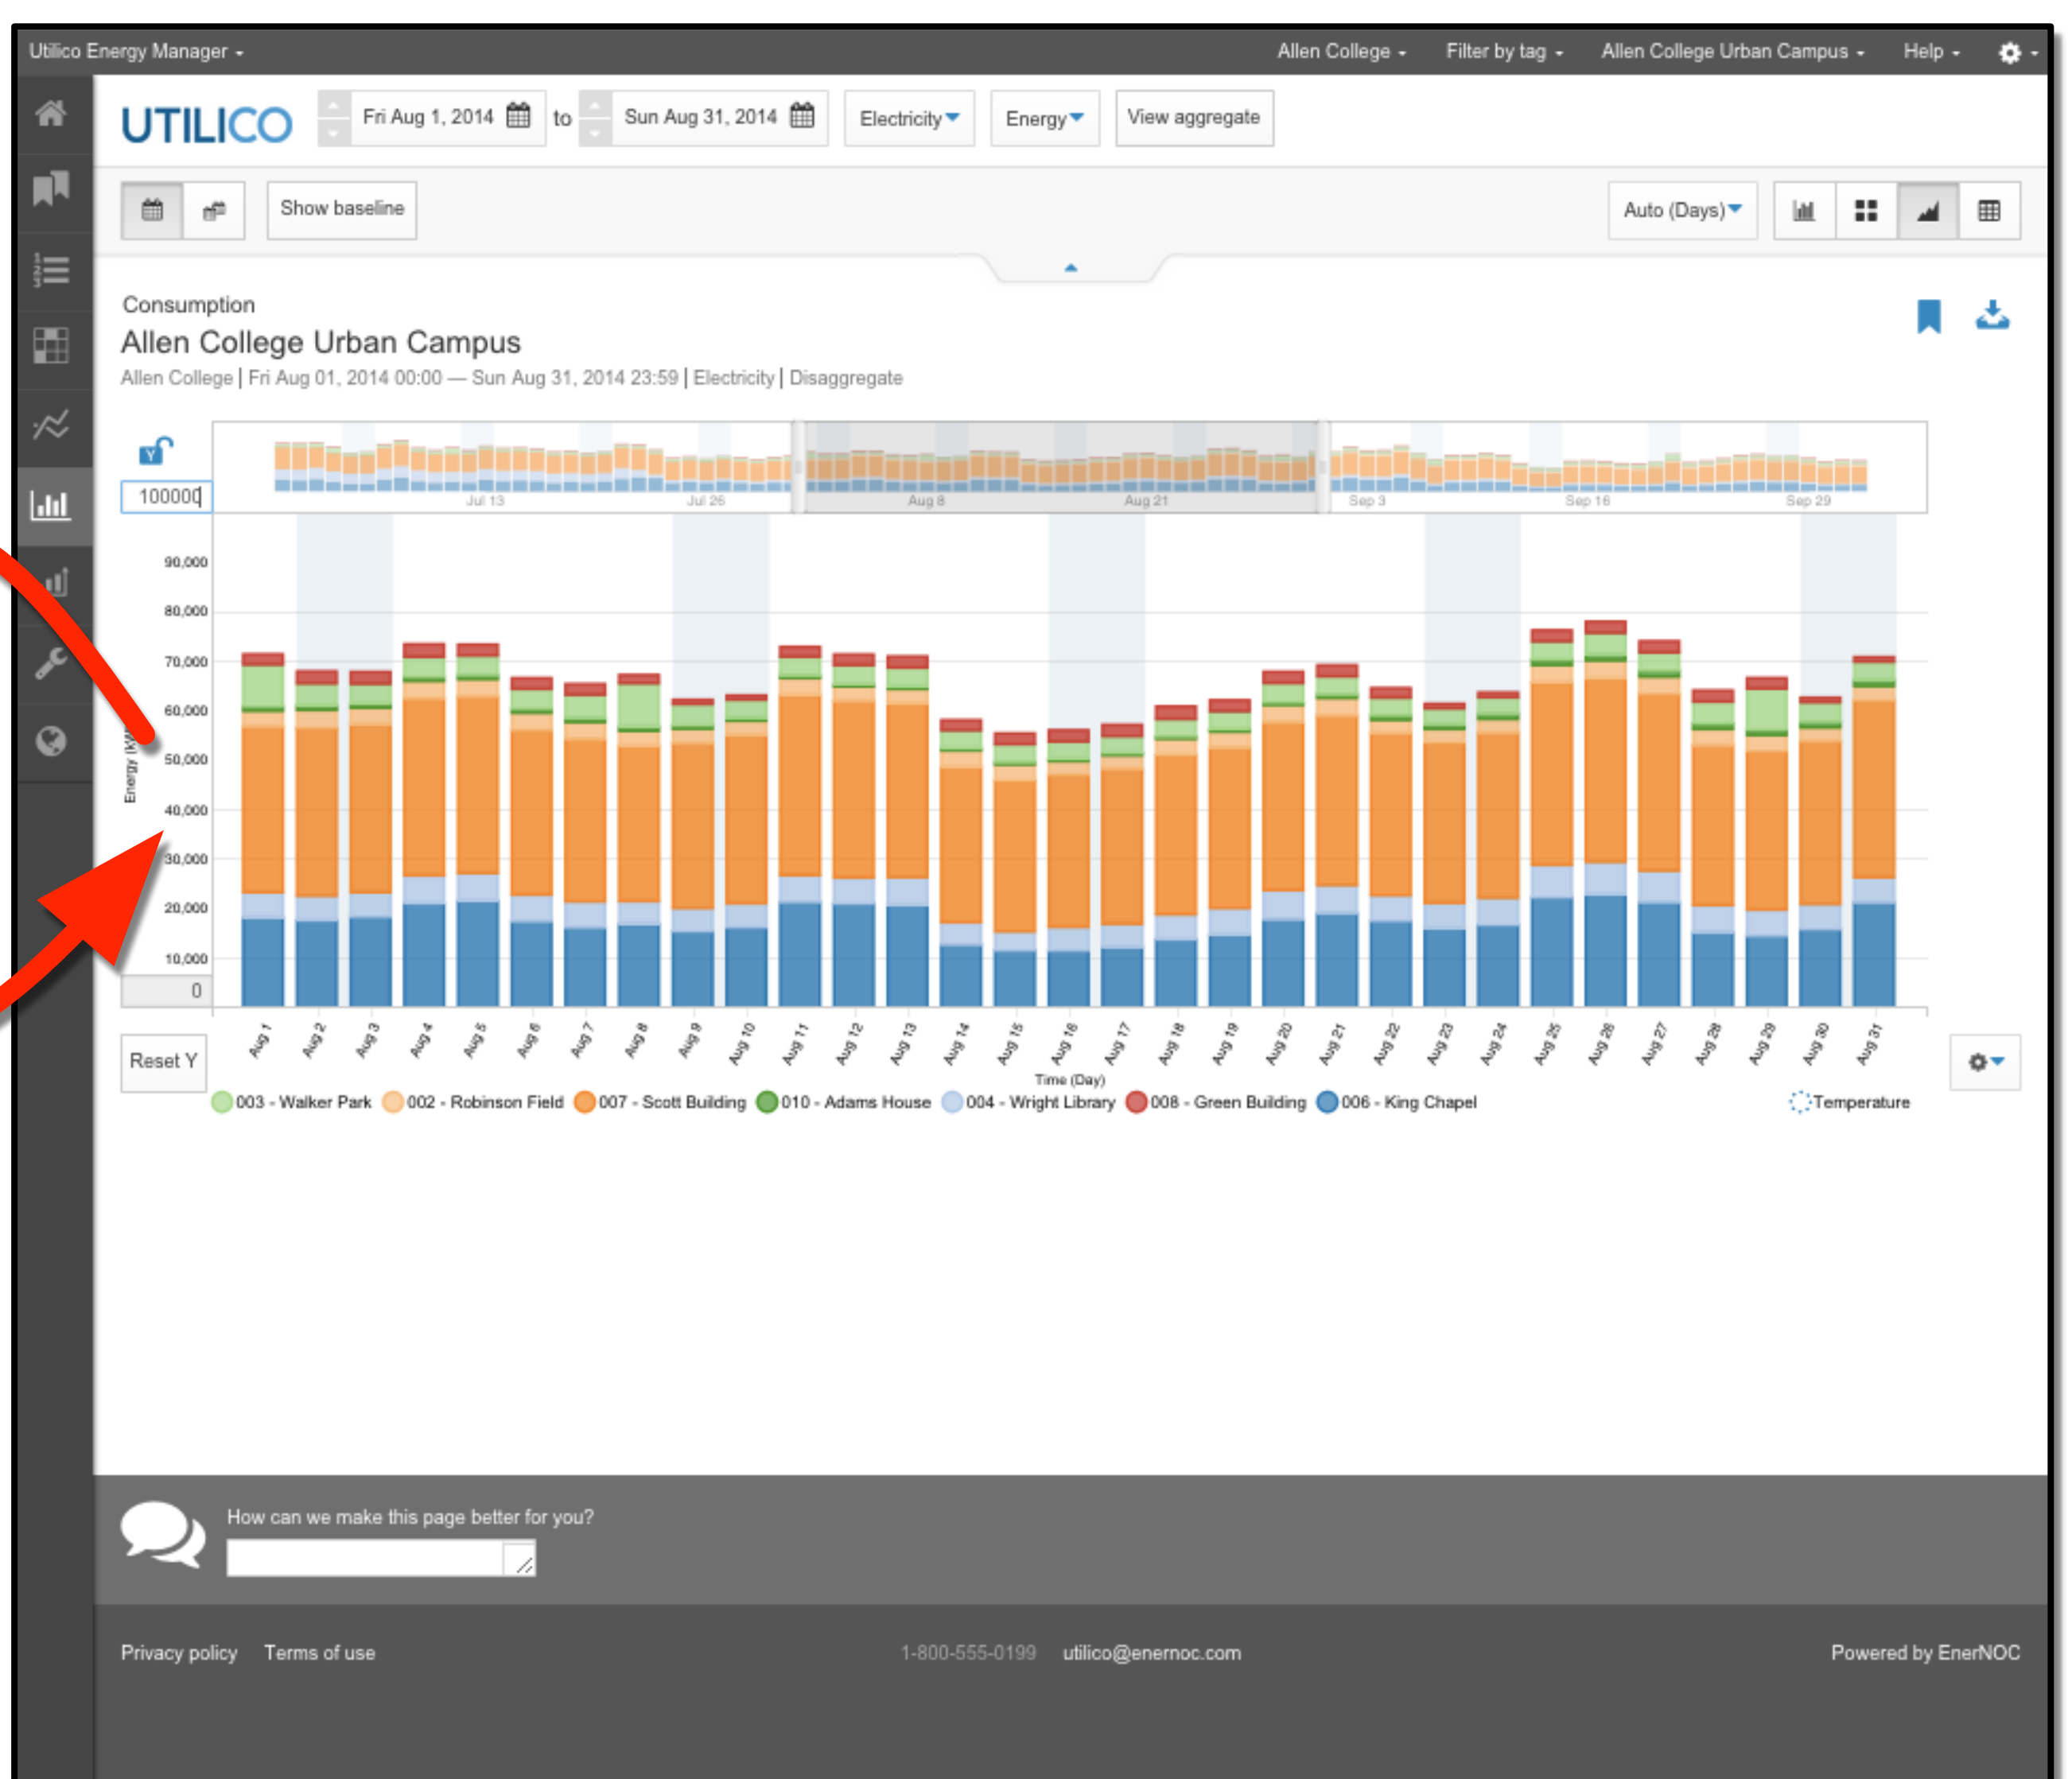 Utilico Energy Manager Allen College Filter by tag Allen College Urban Campus Help
UTILICO Fri Aug 1, 2014 to Sun Aug 31, 2014 Electricity Energy View aggregate
Show baseline Auto (Days)
Consumption
Allen College Urban Campus
Allen College | Fri Aug 01, 2014 00:00 — Sun Aug 31, 2014 23:59 | Electricity | Disaggregate
Y
100000
Jul 13 Jul 26 Aug 8 Aug 21 Sep 3 Sep 16 Sep 29
90,000
80,000
70,000
60,000
50,000
40,000
30,000
20,000
10,000
0
Energy
Aug 1 Aug 2 Aug 3 Aug 4 Aug 5 Aug 6 Aug 7 Aug 8 Aug 9 Aug 10 Aug 11 Aug 12 Aug 13 Aug 14 Aug 15 Aug 16 Aug 17 Aug 18 Aug 19 Aug 20 Aug 21 Aug 22 Aug 23 Aug 24 Aug 25 Aug 26 Aug 27 Aug 28 Aug 29 Aug 30 Aug 31
Reset Y
Time (Day)
003 - Walker Park 002 - Robinson Field 007 - Scott Building 010 - Adams House 004 - Wright Library 008 - Green Building 006 - King Chapel Temperature
How can we make this page better for you?
Privacy policy Terms of use 1-800-555-0199 utilico@enernoc.com Powered by EnerNOC